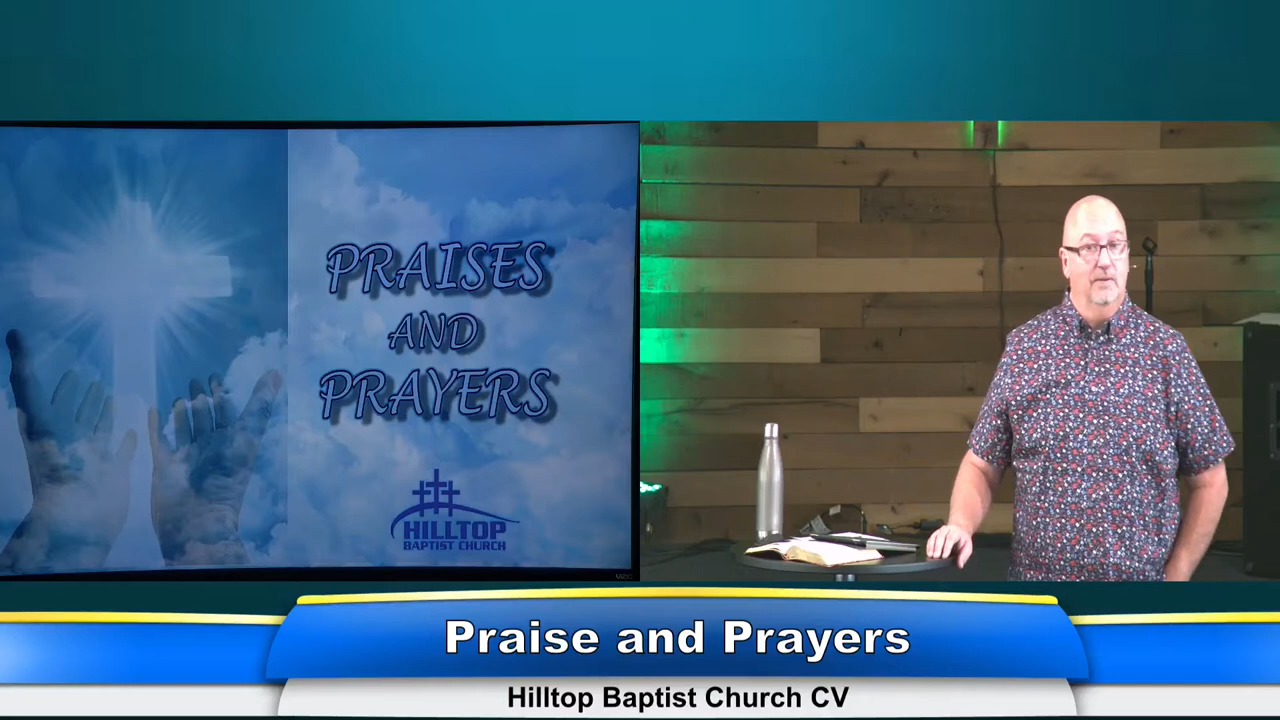 PRAISES
AND
PRAYERS
HILLTOP
BAPTIST CHURCH
Praise and Prayers
Hilltop Baptist Church CV